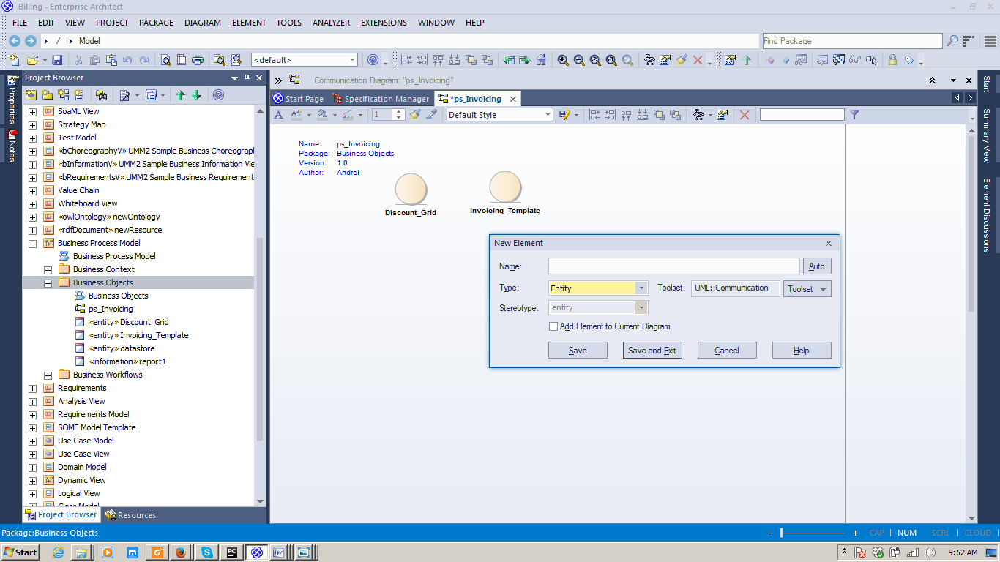 Billing - Enterprise Architect
FILE EDIT VIEW PROJECT PACKAGE DIAGRAM ELEMENT TOOLS ANALYZER EXTENSIONS WINDOW HELP
/ Model
Find Package
<default>
Project Browser
Communication Diagram: "ps_Invoicing"
Start Page Specification Manager *ps_Invoicing
1 Default Style
Properties
Notes
SoaML View
Strategy Map
Test Model
«bChoreographyV» UMM2 Sample Business Choreograph
«bInformationV» UMM2 Sample Business Information Vie
«bRequirementsV» UMM2 Sample Business Requirement
Value Chain
Whiteboard View
«owlOntology» newOntology
«rdfDocument» newResource
Business Process Model
Business Process Model
Business Context
Business Objects
Business Objects
ps_Invoicing
«entity» Discount_Grid
«entity» Invoicing_Template
«entity» datastore
«information» report1
Business Workflows
Requirements
Analysis View
Requirements Model
SOMF Model Template
Use Case Model
Use Case View
Domain Model
Dynamic View
Logical View
Class Model
Project Browser Resources
Name: ps_Invoicing
Package: Business Objects
Version: 1.0
Author: Andrei
Discount_Grid
Invoicing_Template
New Element
Name: Auto
Type: Entity Toolset: UML::Communication Toolset
Stereotype: entity
Add Element to Current Diagram
Save Save and Exit Cancel Help
Start
Summary View
Element Discussions
Package:Business Objects
CAP NUM SCRL CLOUD
Start
PC
9:52 AM